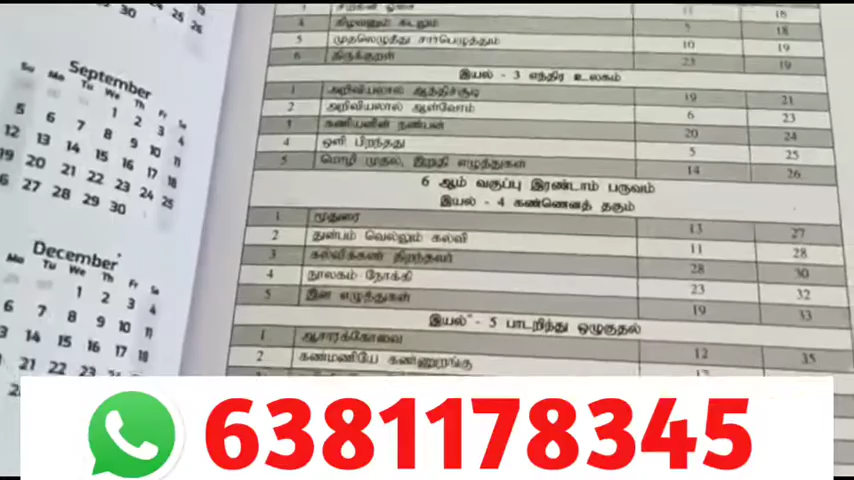 30
24 25
25 26
September
Su Mo Tu We Th Fr Sa
1 2 3 4
5 6 7 8 9 10 11
12 13 14 15 16 17 18
19 20 21 22 23 24 25
26 27 28 29 30
December
Mo Tu We Th Fr Sa
1 2 3 4
6 7 8 9 10 11
13 14 15 16 17 18
21 22 23
4 கிழவனும் கடலும் 5 18
5 முதலெழுத்து சார்பெழுத்தும் 10 19
6 திருக்குறள் 23 19
இயல் - 3 எந்திர உலகம்
1 அறிவியலால் ஆத்திச்சூடி 19 21
2 அறிவியலால் ஆள்வோம் 6 23
3 கணியனின் நண்பன் 20 24
4 ஒளி பிறந்தது 5 25
5 மொழி முதல், இறுதி எழுத்துகள் 14 26
6 ஆம் வகுப்பு இரண்டாம் பருவம்
இயல் - 4 கண்ணெனத் தகும்
1 மூதுரை 13 27
2 துன்பம் வெல்லும் கல்வி 11 28
3 கல்விக்கண் திறந்தவர் 28 30
4 நூலகம் நோக்கி 23 32
5 இன எழுத்துகள் 19 33
இயல் - 5 பாடறிந்து ஒழுகுதல்
1 ஆசாரக்கோவை 12 35
2 கண்மணியே கண்ணுறங்கு
6381178345